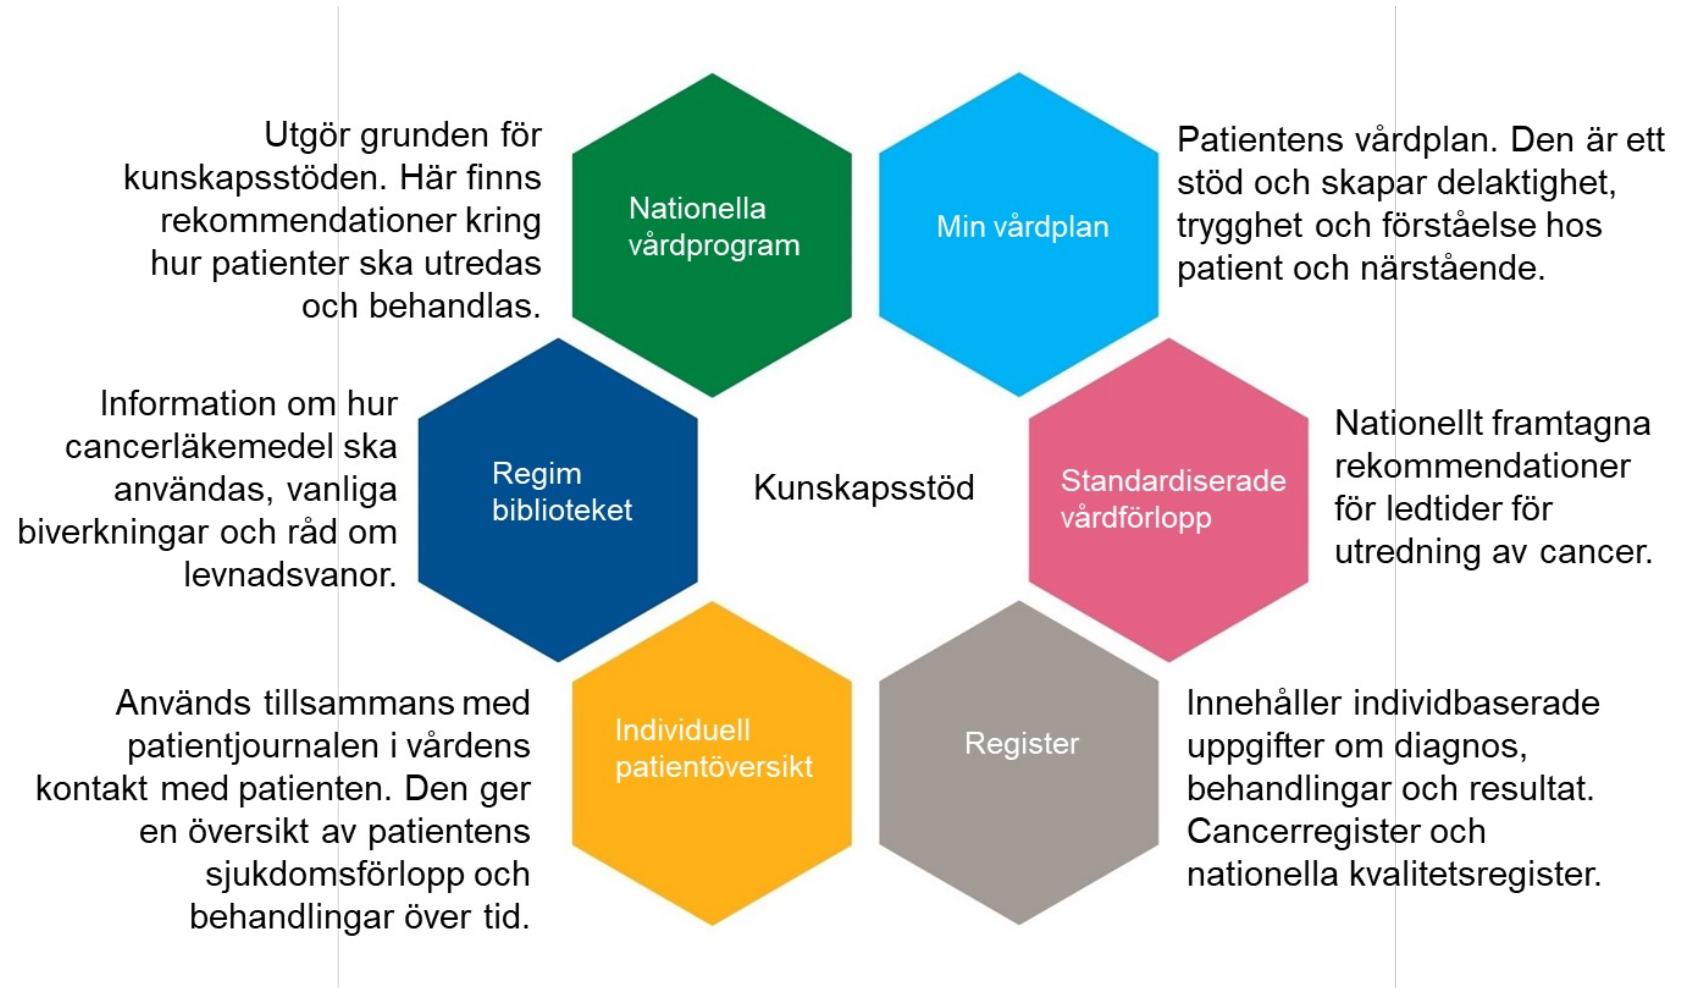 Utgör grunden för
kunskapsstöden. Här finns
rekommendationer kring
hur patienter ska utredas
och behandlas.
Nationella
vårdprogram
Min vårdplan
Patientens vårdplan. Den är ett
stöd och skapar delaktighet,
trygghet och förståelse hos
patient och närstående.
Information om hur
cancerläkemedel ska
användas, vanliga
biverkningar och råd om
levnadsvanor.
Regim
biblioteket
Kunskapsstöd
Standardiserade
vårdförlopp
Nationellt framtagna
rekommendationer
för ledtider för
utredning av cancer.
Används tillsammans med
patientjournalen i vårdens
kontakt med patienten. Den ger
en översikt av patientens
sjukdomsförlopp och
behandlingar över tid.
Individuell
patientöversikt
Register
Innehåller individbaserade
uppgifter om diagnos,
behandlingar och resultat.
Cancerregister och
nationella kvalitetsregister.